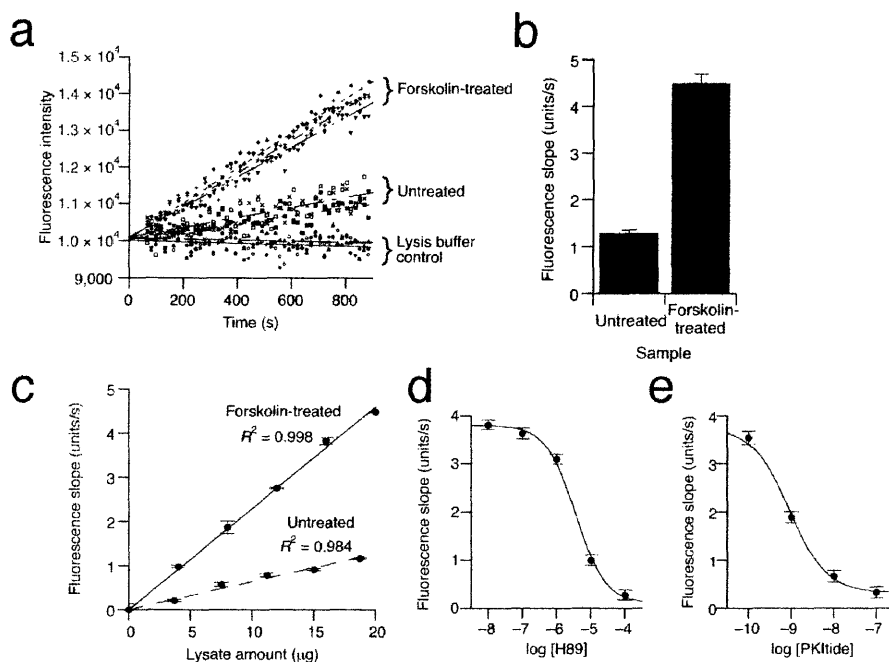 a
Fluorescence intensity
1.5 × 10⁴
1.4 × 10⁴
1.3 × 10⁴
1.2 × 10⁴
1.1 × 10⁴
1.0 × 10⁴
9,000
0 200 400 600 800
Time (s)
Forskolin-treated
Untreated
Lysis buffer
control
b
Fluorescence slope (units/s)
5
4
3
2
1
0
Untreated
Forskolin-
treated
Sample
c
Fluorescence slope (units/s)
5
4
3
2
1
0
Forskolin-treated
R² = 0.998
Untreated
R² = 0.984
0 5 10 15 20
Lysate amount (μg)
d
Fluorescence slope (units/s)
4
3
2
1
0
–8 –7 –6 –5 –4
log [H89]
e
Fluorescence slope (units/s)
4
3
2
1
0
–10 –9 –8 –7
log [PKItide]